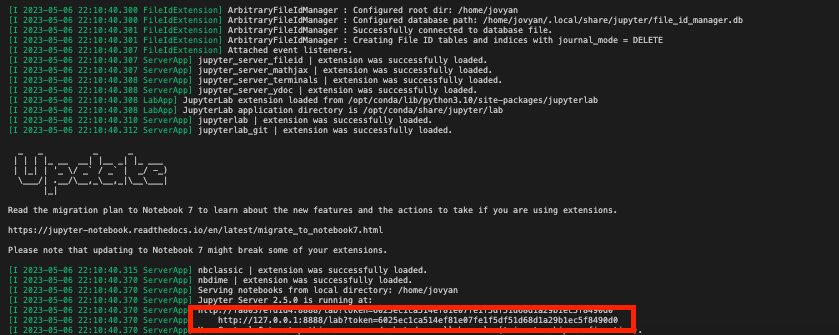 [I 2023-05-06 22:10:40.300 FileIdExtension] ArbitraryFileIdManager : Configured root dir: /home/jovyan
[I 2023-05-06 22:10:40.300 FileIdExtension] ArbitraryFileIdManager : Configured database path: /home/jovyan/.local/share/jupyter/file_id_manager.db
[I 2023-05-06 22:10:40.301 FileIdExtension] ArbitraryFileIdManager : Successfully connected to database file.
[I 2023-05-06 22:10:40.301 FileIdExtension] ArbitraryFileIdManager : Creating File ID tables and indices with journal_mode = DELETE
[I 2023-05-06 22:10:40.307 FileIdExtension] Attached event listeners.
[I 2023-05-06 22:10:40.307 ServerApp] jupyter_server_fileid | extension was successfully loaded.
[I 2023-05-06 22:10:40.307 ServerApp] jupyter_server_mathjax | extension was successfully loaded.
[I 2023-05-06 22:10:40.308 ServerApp] jupyter_server_terminals | extension was successfully loaded.
[I 2023-05-06 22:10:40.308 ServerApp] jupyter_server_ydoc | extension was successfully loaded.
[I 2023-05-06 22:10:40.308 LabApp] JupyterLab extension loaded from /opt/conda/lib/python3.10/site-packages/jupyterlab
[I 2023-05-06 22:10:40.308 LabApp] JupyterLab application directory is /opt/conda/share/jupyter/lab
[I 2023-05-06 22:10:40.310 ServerApp] jupyterlab | extension was successfully loaded.
[I 2023-05-06 22:10:40.312 ServerApp] jupyterlab_git | extension was successfully loaded.
Update
Read the migration plan to Notebook 7 to learn about the new features and the actions to take if you are using extensions.
https://jupyter-notebook.readthedocs.io/en/latest/migrate_to_notebook7.html
Please note that updating to Notebook 7 might break some of your extensions.
[I 2023-05-06 22:10:40.315 ServerApp] nbclassic | extension was successfully loaded.
[I 2023-05-06 22:10:40.370 ServerApp] nbdime | extension was successfully loaded.
[I 2023-05-06 22:10:40.370 ServerApp] Serving notebooks from local directory: /home/jovyan
[I 2023-05-06 22:10:40.370 ServerApp] Jupyter Server 2.5.0 is running at:
[I 2023-05-06 22:10:40.370 ServerApp]
[I 2023-05-06 22:10:40.370 ServerApp] http://127.0.0.1:8888/lab?token=6025ec1ca514ef81e07fe1f5df51d68d1a29b1ec5f8490d0
[I 2023-05-06 22:10:40.370 ServerApp]